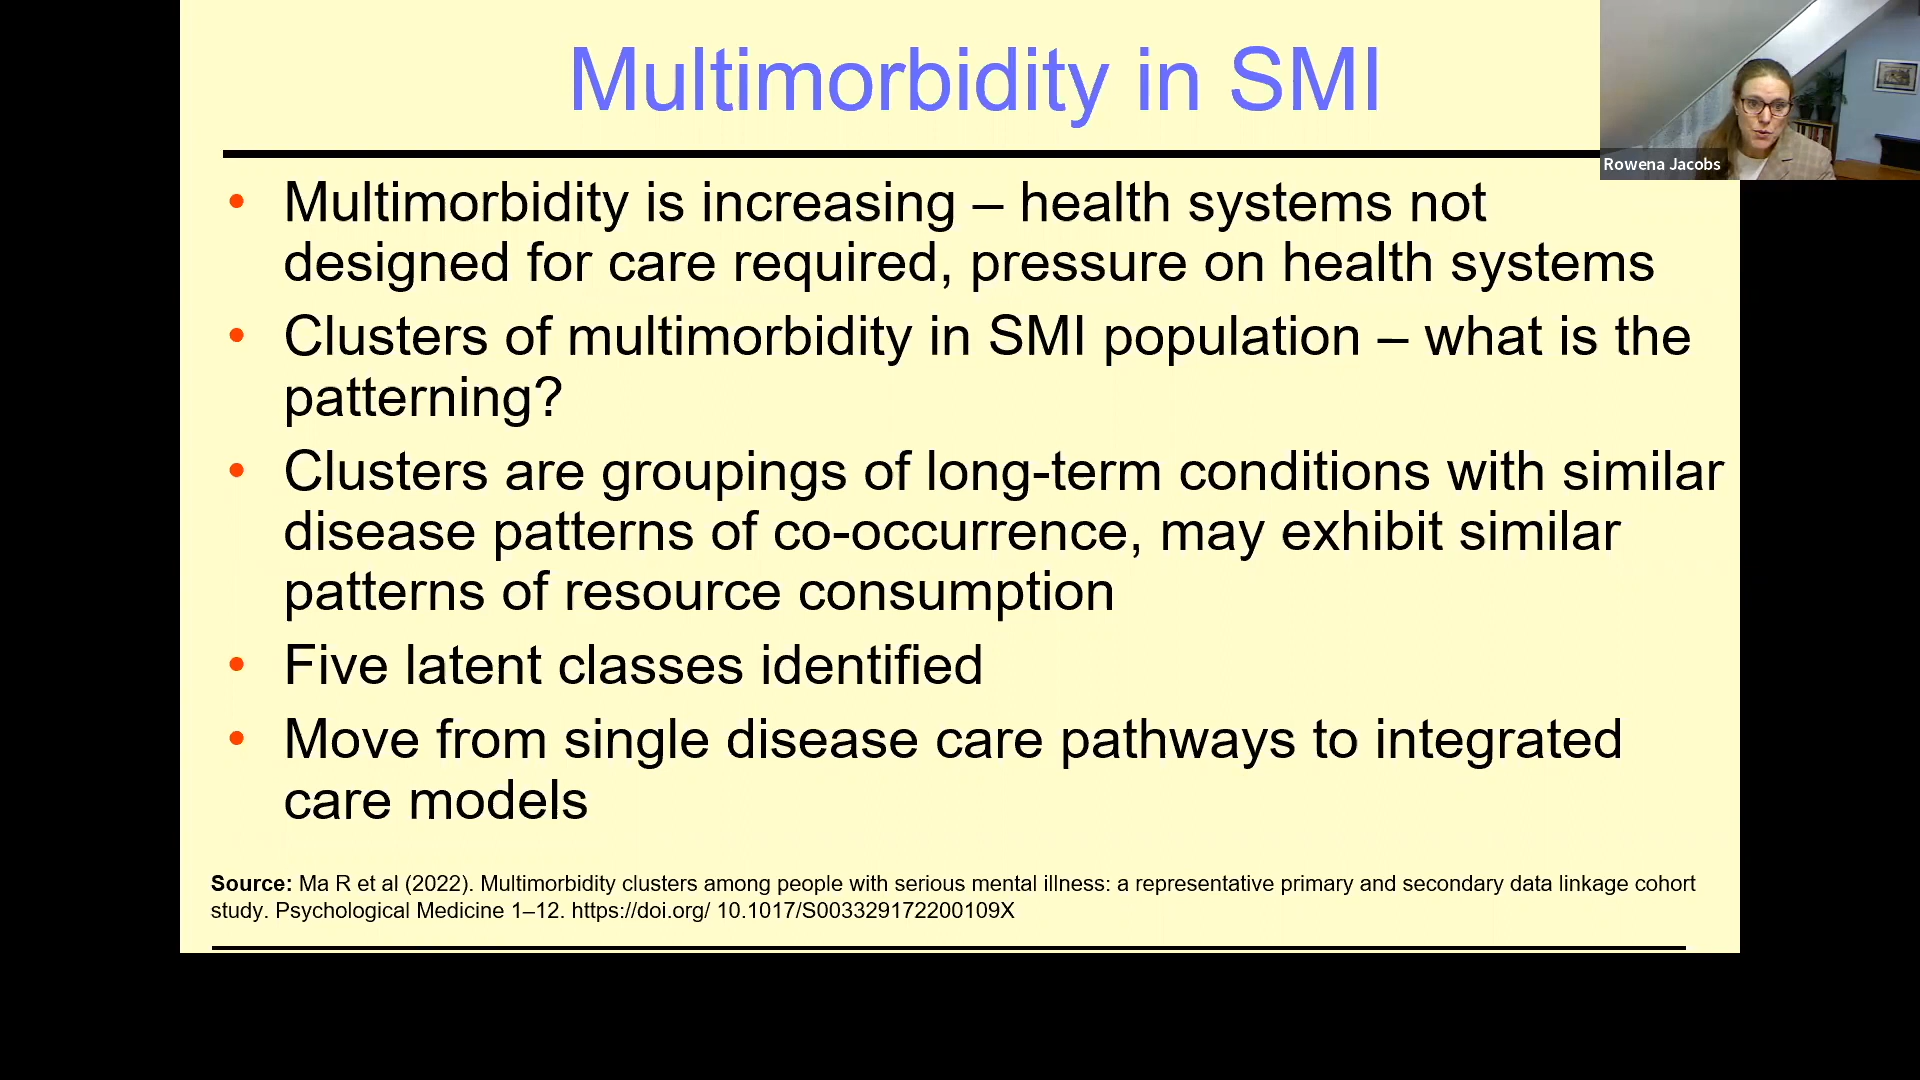 Multimorbidity in SMI
Rowena Jacobs
• Multimorbidity is increasing – health systems not
designed for care required, pressure on health systems
• Clusters of multimorbidity in SMI population – what is the
patterning?
• Clusters are groupings of long-term conditions with similar
disease patterns of co-occurrence, may exhibit similar
patterns of resource consumption
• Five latent classes identified
• Move from single disease care pathways to integrated
care models
Source: Ma R et al (2022). Multimorbidity clusters among people with serious mental illness: a representative primary and secondary data linkage cohort
study. Psychological Medicine 1–12. https://doi.org/ 10.1017/S003329172200109X